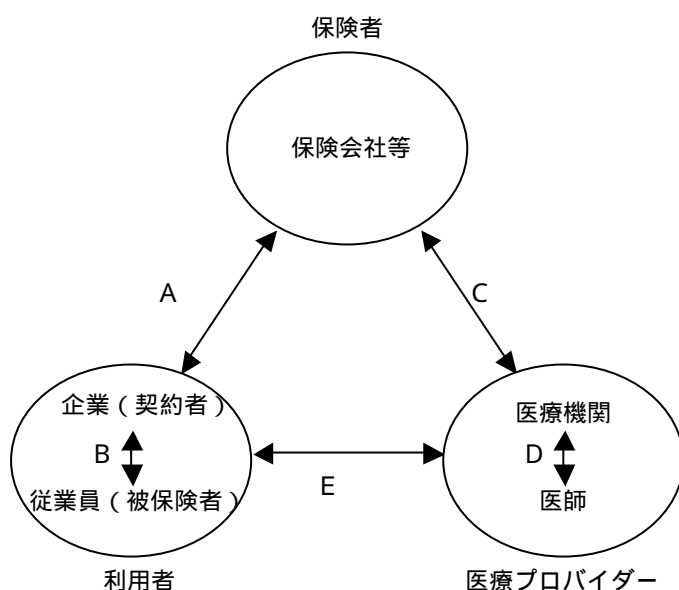 保険者
保険会社等
A
C
企業（契約者）
B
従業員（被保険者）
E
医療機関
D
医師
利用者
医療プロバイダー